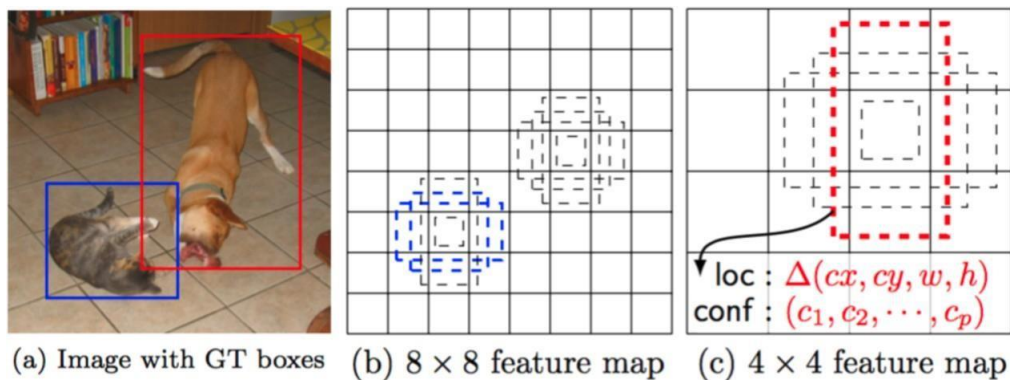 loc : Δ(cx, cy, w, h)
conf : (c₁, c₂, ⋯, cₚ)
(a) Image with GT boxes
(b) 8 × 8 feature map
(c) 4 × 4 feature map